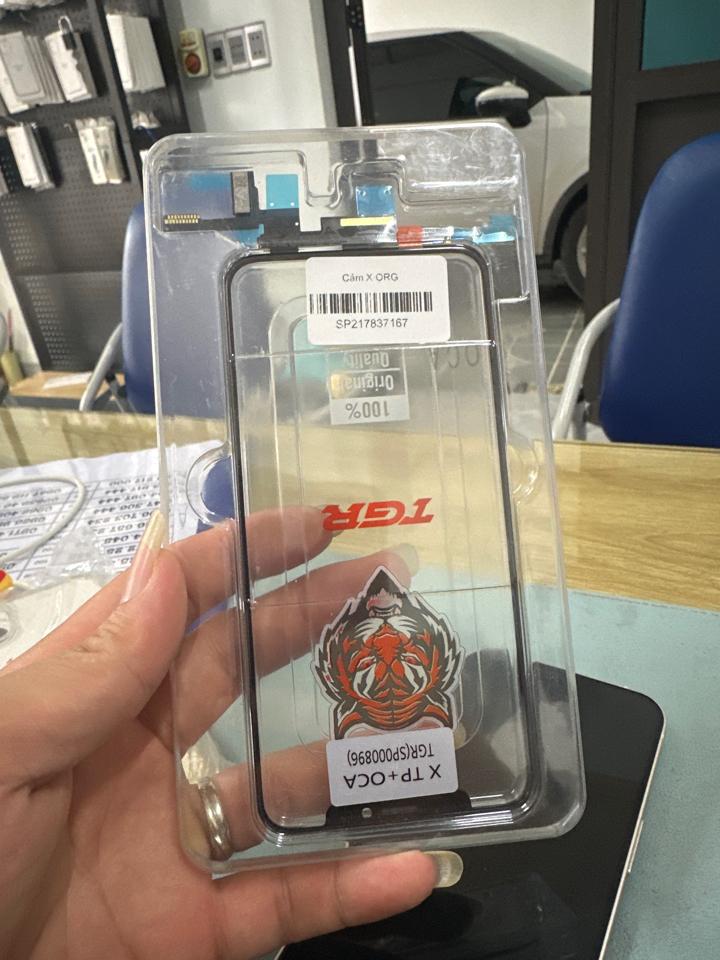 Cảm X ORG
SP217837167
100%
Original
Quality
TGR
X TP+OCA
TGR(SP000896)